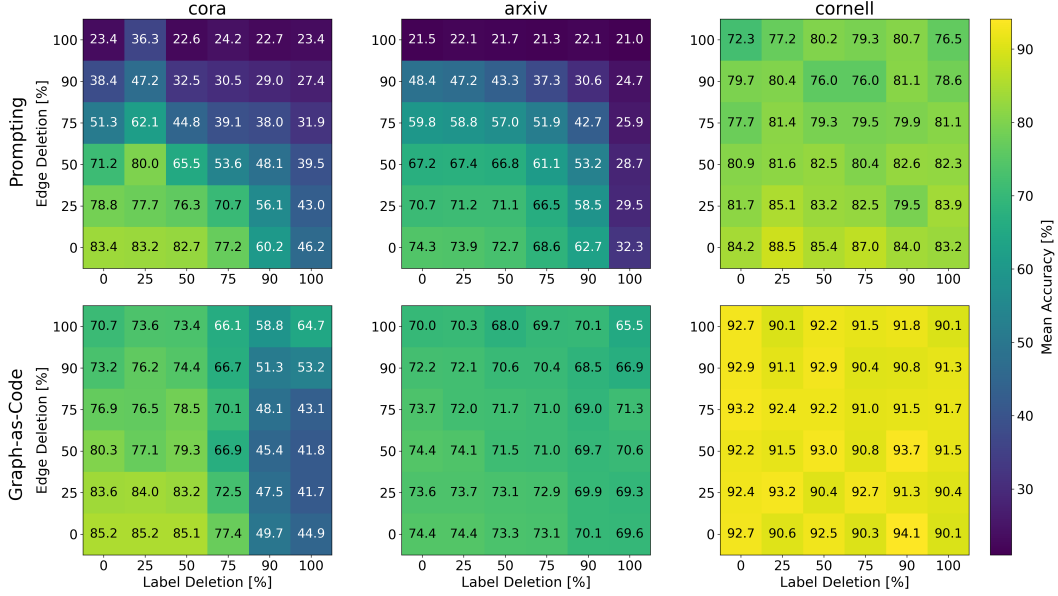 cora arxiv cornell
Prompting
Edge Deletion [%]
100 23.4 36.3 22.6 24.2 22.7 23.4 100 21.5 22.1 21.7 21.3 22.1 21.0 100 72.3 77.2 80.2 79.3 80.7 76.5
90 38.4 47.2 32.5 30.5 29.0 27.4 90 48.4 47.2 43.3 37.3 30.6 24.7 90 79.7 80.4 76.0 76.0 81.1 78.6
75 51.3 62.1 44.8 39.1 38.0 31.9 75 59.8 58.8 57.0 51.9 42.7 25.9 75 77.7 81.4 79.3 79.5 79.9 81.1
50 71.2 80.0 65.5 53.6 48.1 39.5 50 67.2 67.4 66.8 61.1 53.2 28.7 50 80.9 81.6 82.5 80.4 82.6 82.3
25 78.8 77.7 76.3 70.7 56.1 43.0 25 70.7 71.2 71.1 66.5 58.5 29.5 25 81.7 85.1 83.2 82.5 79.5 83.9
0 83.4 83.2 82.7 77.2 60.2 46.2 0 74.3 73.9 72.7 68.6 62.7 32.3 0 84.2 88.5 85.4 87.0 84.0 83.2
0 25 50 75 90 100 0 25 50 75 90 100 0 25 50 75 90 100
Graph-as-Code
Edge Deletion [%]
100 70.7 73.6 73.4 66.1 58.8 64.7 100 70.0 70.3 68.0 69.7 70.1 65.5 100 92.7 90.1 92.2 91.5 91.8 90.1
90 73.2 76.2 74.4 66.7 51.3 53.2 90 72.2 72.1 70.6 70.4 68.5 66.9 90 92.9 91.1 92.9 90.4 90.8 91.3
75 76.9 76.5 78.5 70.1 48.1 43.1 75 73.7 72.0 71.7 71.0 69.0 71.3 75 93.2 92.4 92.2 91.0 91.5 91.7
50 80.3 77.1 79.3 66.9 45.4 41.8 50 74.4 74.1 71.5 71.0 69.7 70.6 50 92.2 91.5 93.0 90.8 93.7 91.5
25 83.6 84.0 83.2 72.5 47.5 41.7 25 73.6 73.7 73.1 72.9 69.9 69.3 25 92.4 93.2 90.4 92.7 91.3 90.4
0 85.2 85.2 85.1 77.4 49.7 44.9 0 74.4 74.4 73.3 73.1 70.1 69.6 0 92.7 90.6 92.5 90.3 94.1 90.1
0 25 50 75 90 100 0 25 50 75 90 100 0 25 50 75 90 100
Label Deletion [%] Label Deletion [%] Label Deletion [%]
90
80
70
60
50
40
30
Mean Accuracy [%]